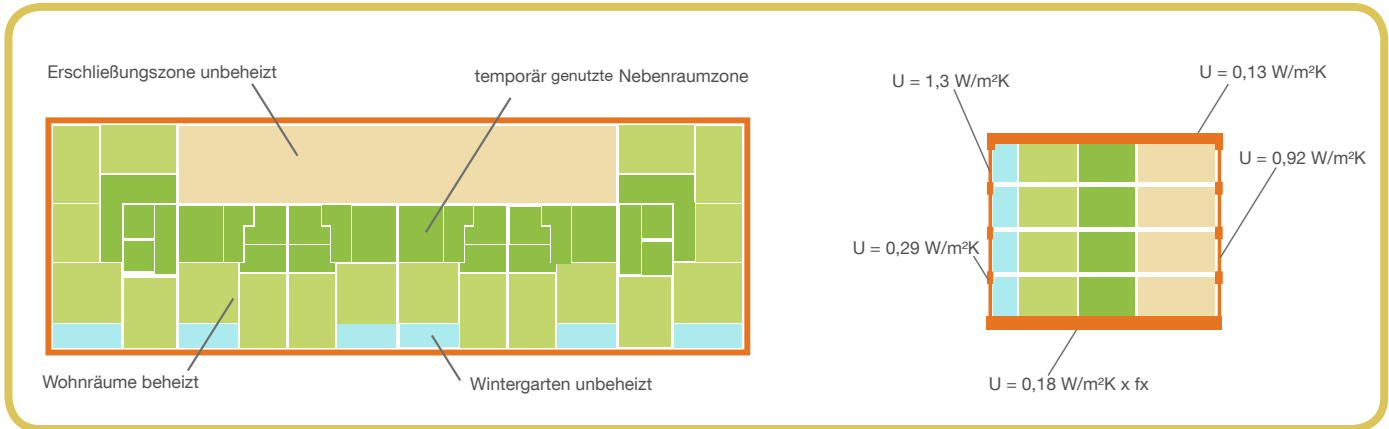 Erschließungszone unbeheizt
temporär genutzte Nebenraumzone
Wohnräume beheizt
Wintergarten unbeheizt
U = 1,3 W/m²K
U = 0,13 W/m²K
U = 0,92 W/m²K
U = 0,29 W/m²K
U = 0,18 W/m²K x fx